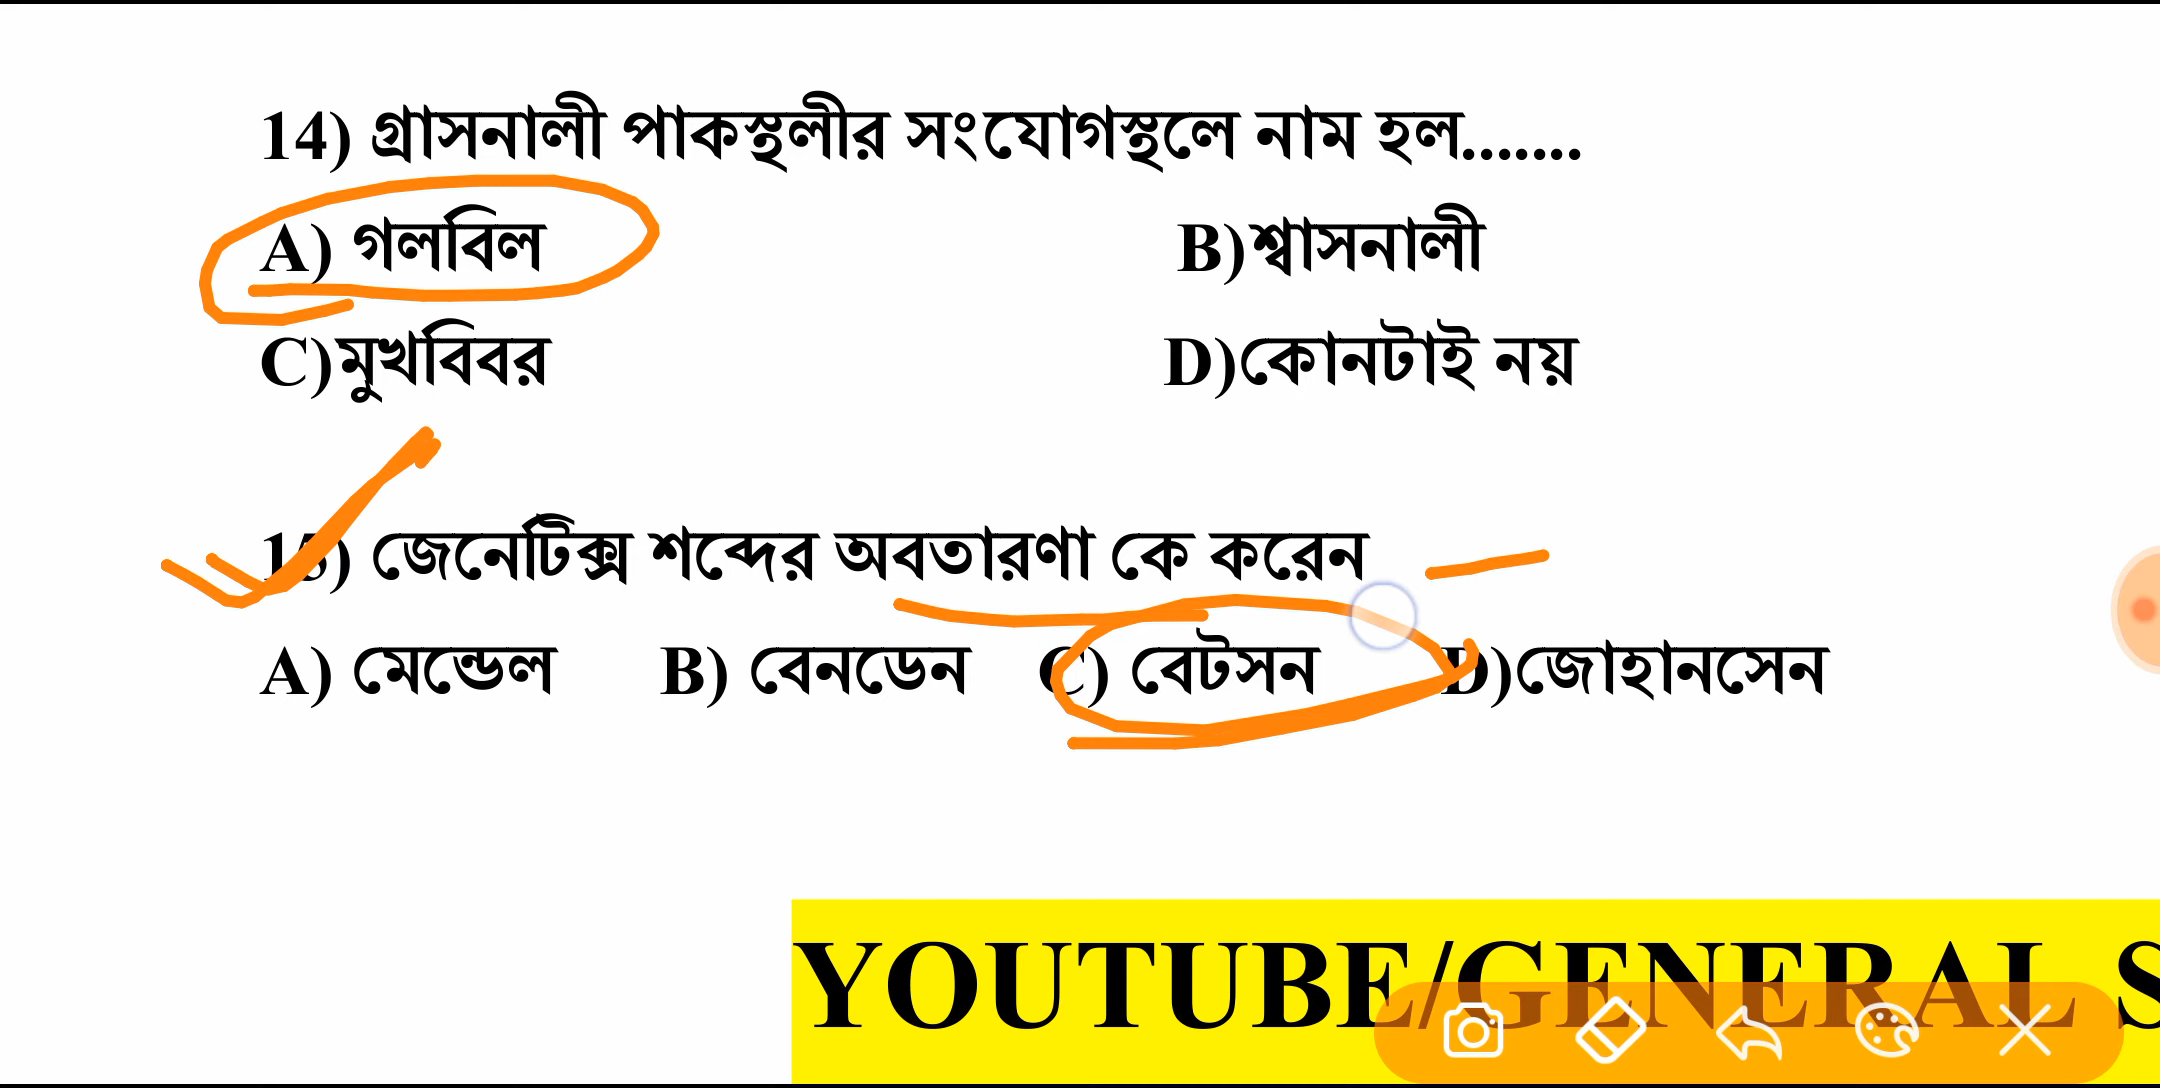 14) গ্রাসনালী পাকস্থলীর সংযোগস্থলে নাম হল.......
A) গলবিল B)শ্বাসনালী
C)মুখবিবর D)কোনটাই নয়
15) জেনেটিক্স শব্দের অবতারণা কে করেন
A) মেন্ডেল B) বেনডেন C) বেটসন D)জোহানসেন
YOUTUBE/GENERAL S